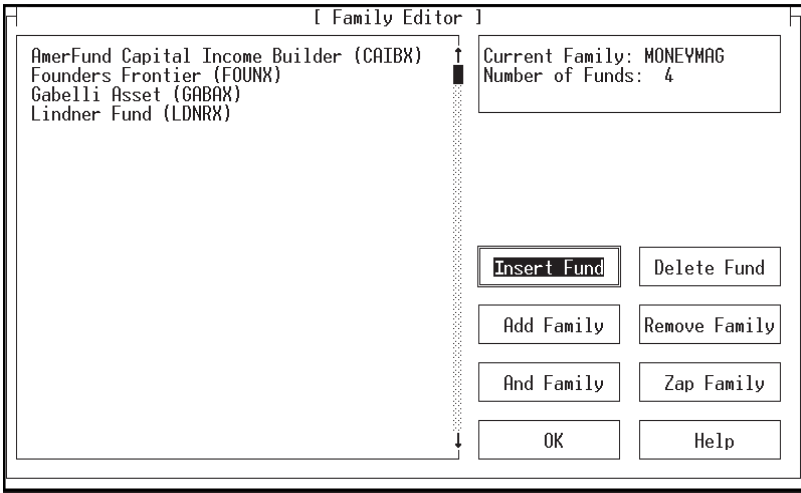 [ Family Editor ]
AmerFund Capital Income Builder (CAIBX)
Founders Frontier (FOUNX)
Gabelli Asset (GABAX)
Lindner Fund (LDNRX)
Current Family: MONEYMAG
Number of Funds: 4
Insert Fund
Delete Fund
Add Family
Remove Family
And Family
Zap Family
OK
Help